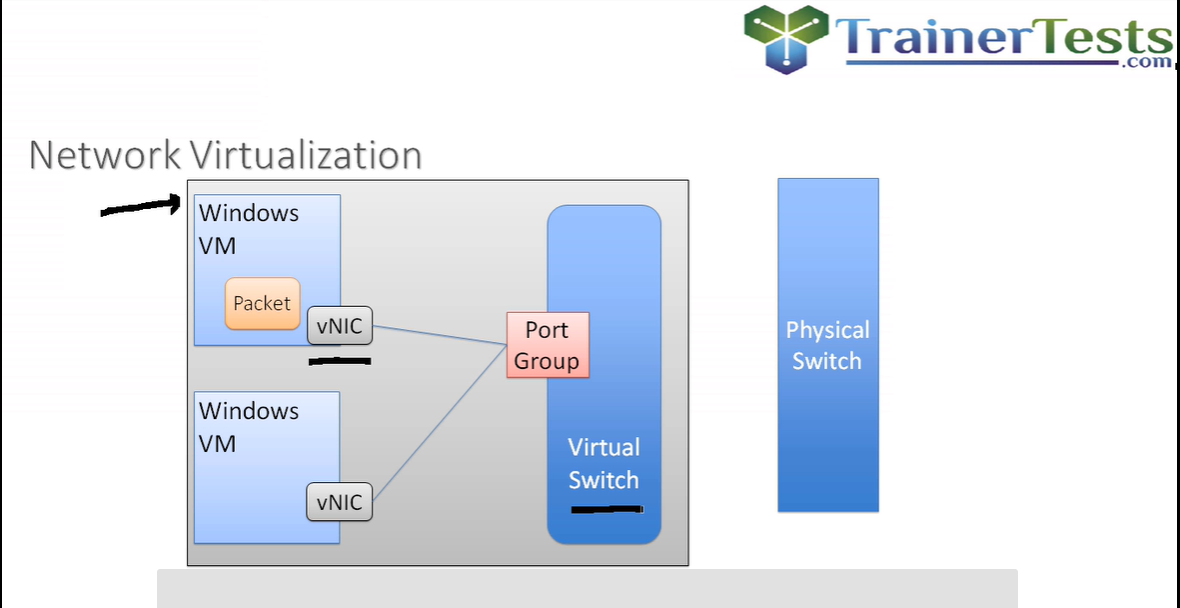 TrainerTests
.com
Network Virtualization
Windows
VM
Packet
vNIC
Port
Group
Physical
Switch
Windows
VM
vNIC
Virtual
Switch